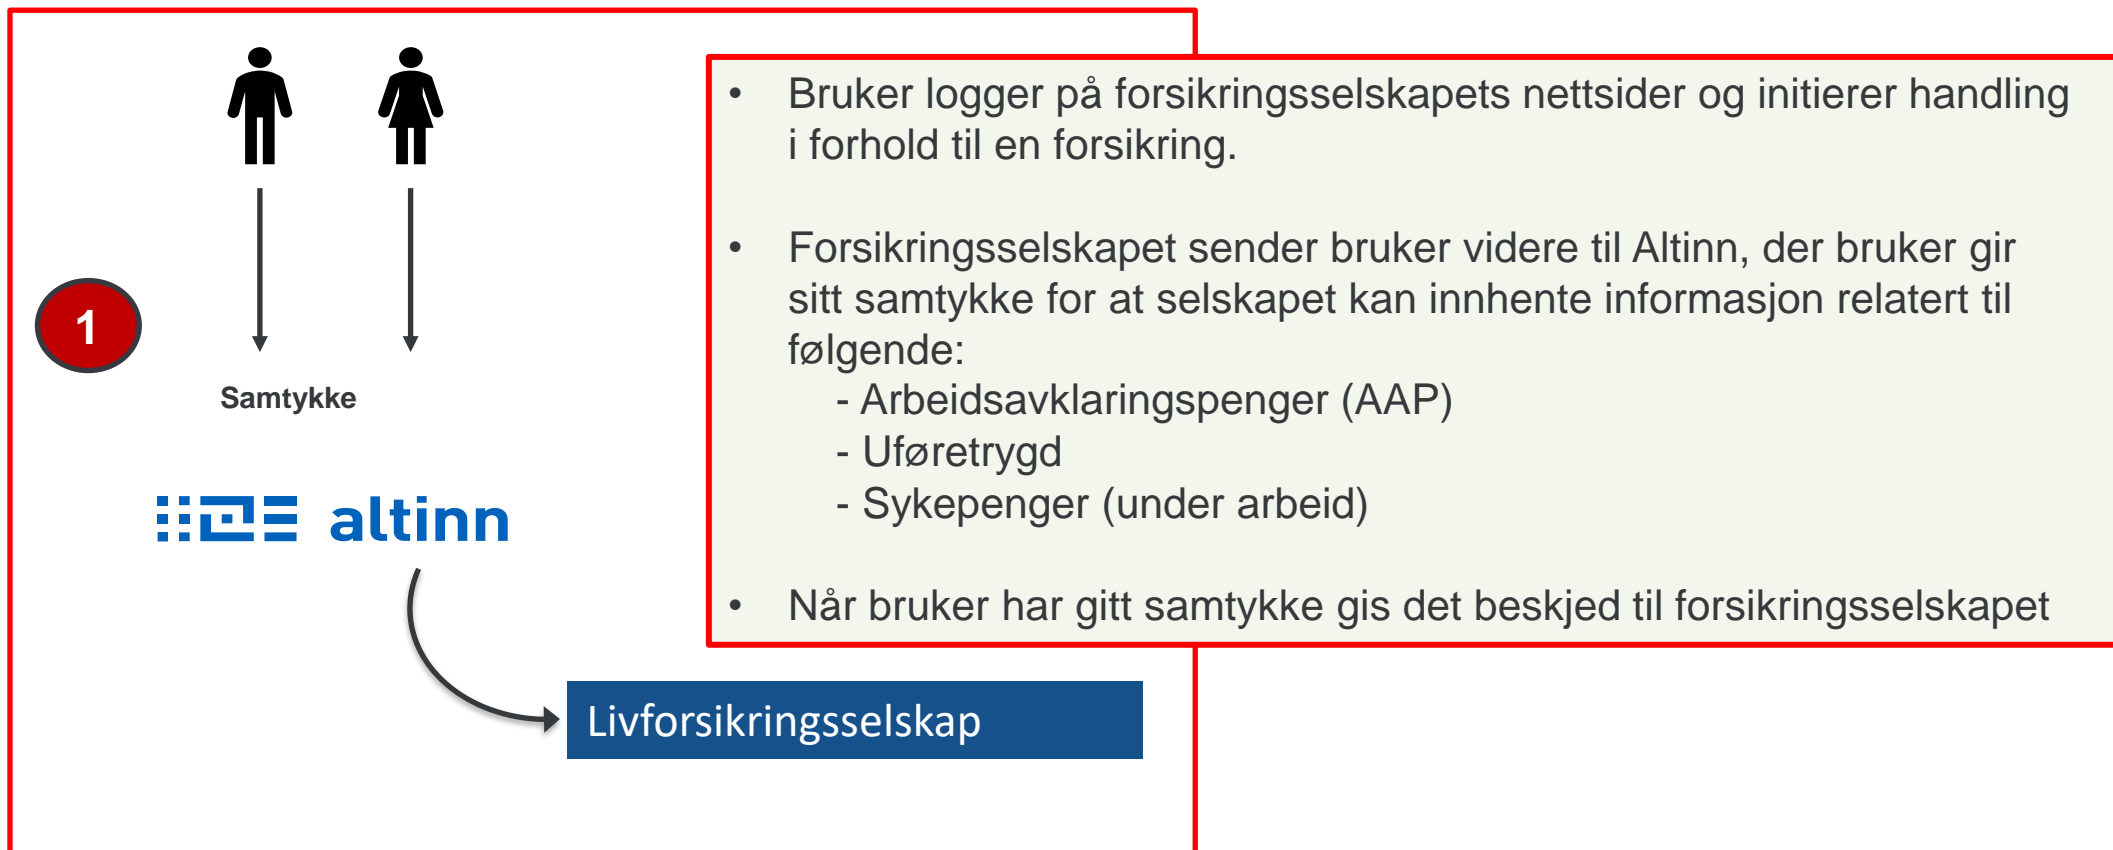 1
Samtykke
altinn
Livforsikringsselskap
• Bruker logger på forsikringsselskapets nettsider og initierer handling
i forhold til en forsikring.
• Forsikringsselskapet sender bruker videre til Altinn, der bruker gir
sitt samtykke for at selskapet kan innhente informasjon relatert til
følgende:
- Arbeidsavklaringspenger (AAP)
- Uføretrygd
- Sykepenger (under arbeid)
• Når bruker har gitt samtykke gis det beskjed til forsikringsselskapet